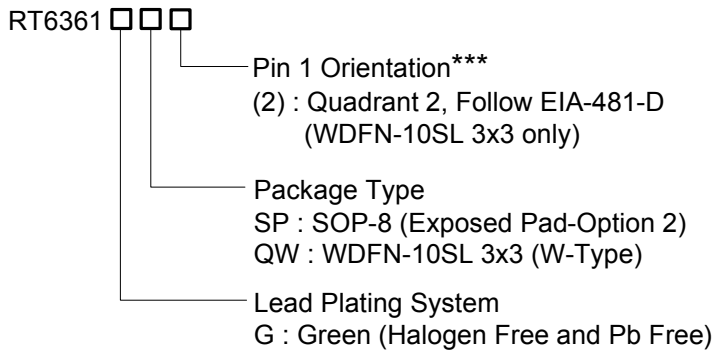 RT6361
Pin 1 Orientation***
(2) : Quadrant 2, Follow EIA-481-D
(WDFN-10SL 3x3 only)
Package Type
SP : SOP-8 (Exposed Pad-Option 2)
QW : WDFN-10SL 3x3 (W-Type)
Lead Plating System
G : Green (Halogen Free and Pb Free)